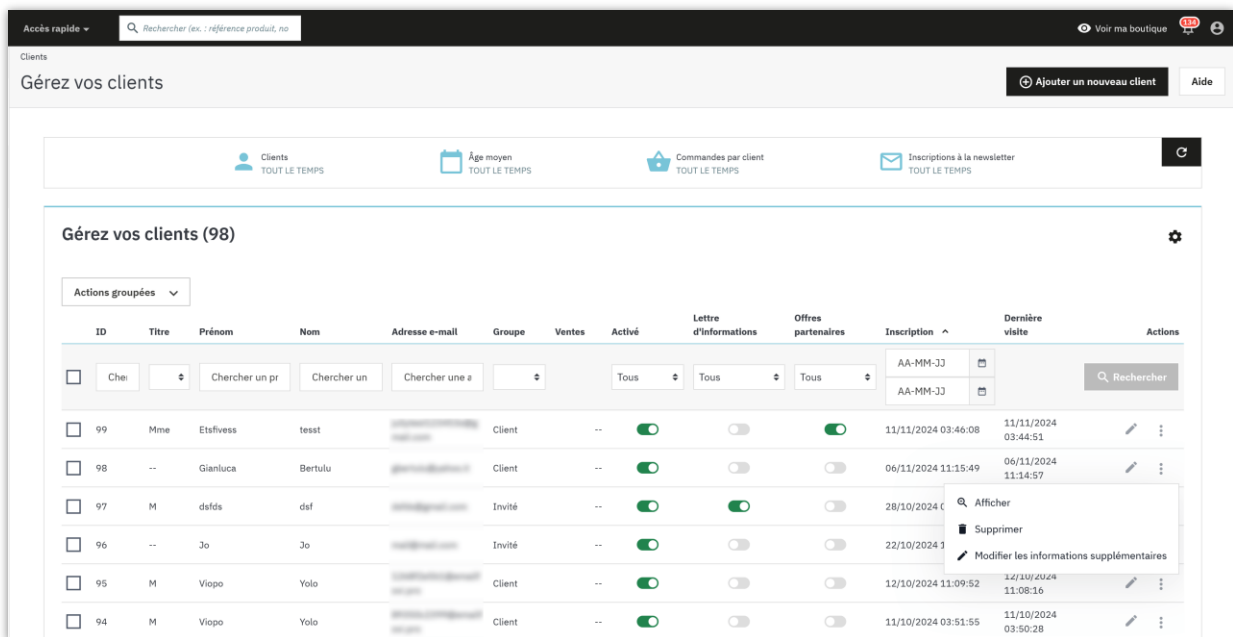 Accès rapide
Rechercher (ex. : référence produit, no
Voir ma boutique
134
Clients
Gérez vos clients
Ajouter un nouveau client
Aide
Clients
TOUT LE TEMPS
Âge moyen
TOUT LE TEMPS
Commandes par client
TOUT LE TEMPS
Inscriptions à la newsletter
TOUT LE TEMPS
Gérez vos clients (98)
Actions groupées
ID Titre Prénom Nom Adresse e-mail Groupe Ventes Activé Lettre d'informations Offres partenaires Inscription Dernière visite Actions
Chercher un pr Chercher un Chercher une a Tous Tous Tous AA-MM-JJ Rechercher
AA-MM-JJ
99 Mme Etsfivess tesst Client -- 11/11/2024 03:46:08 11/11/2024 03:44:51
98 -- Gianluca Bertulu Client -- 06/11/2024 11:15:49 06/11/2024 11:14:57
97 M dsfds dsf Invité -- 28/10/2024
Afficher
Supprimer
Modifier les informations supplémentaires
96 -- Jo Jo Invité -- 22/10/2024
95 M Viopo Yolo Client -- 12/10/2024 11:09:52 12/10/2024 11:08:16
94 M Viopo Yolo Client -- 11/10/2024 03:51:55 11/10/2024 03:50:28